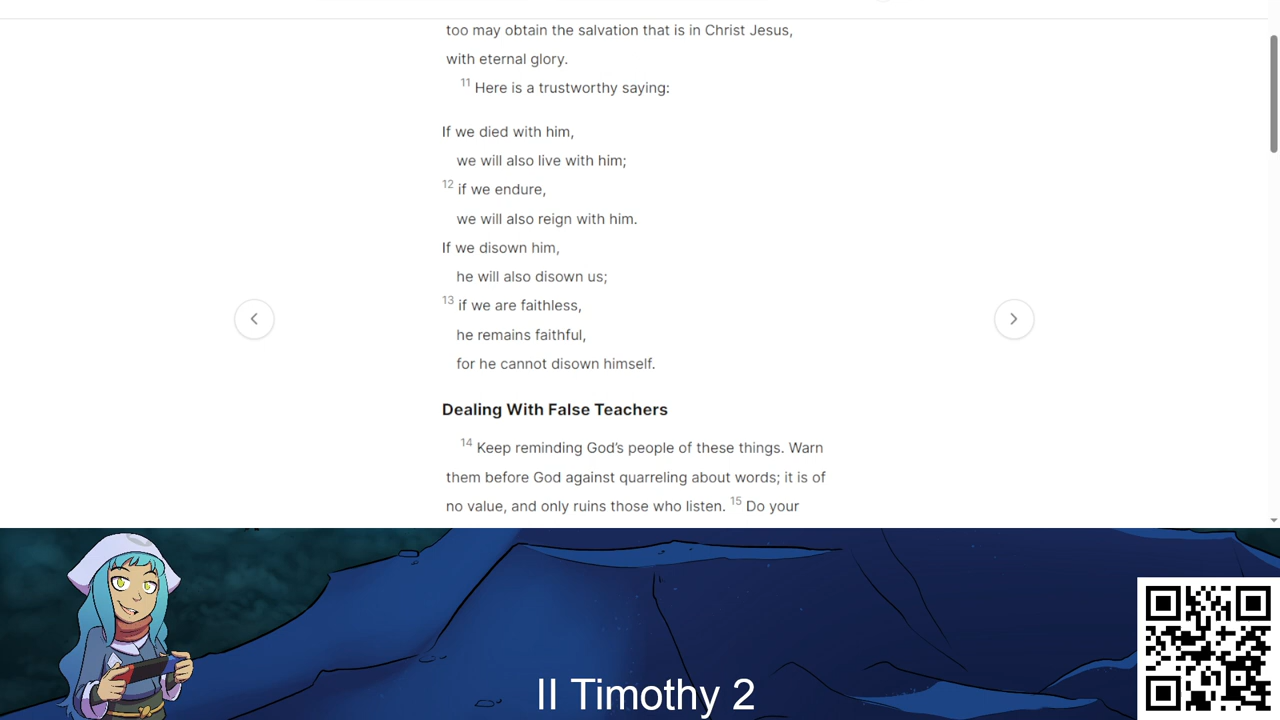 too may obtain the salvation that is in Christ Jesus,
with eternal glory.
11 Here is a trustworthy saying:
If we died with him,
we will also live with him;
12 if we endure,
we will also reign with him.
If we disown him,
he will also disown us;
13 if we are faithless,
he remains faithful,
for he cannot disown himself.
Dealing With False Teachers
14 Keep reminding God’s people of these things. Warn
them before God against quarreling about words; it is of
no value, and only ruins those who listen. 15 Do your
II Timothy 2